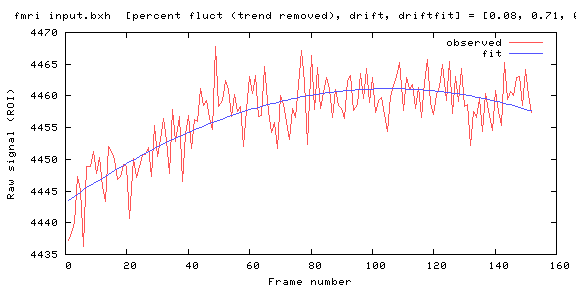 fmri input.bxh [percent fluct (trend removed), drift, driftfit] = [0.08, 0.71, 0
4470
4465
4460
4455
4450
4445
4440
4435
observed
fit
Raw signal (ROI)
0 20 40 60 80 100 120 140 160
Frame number